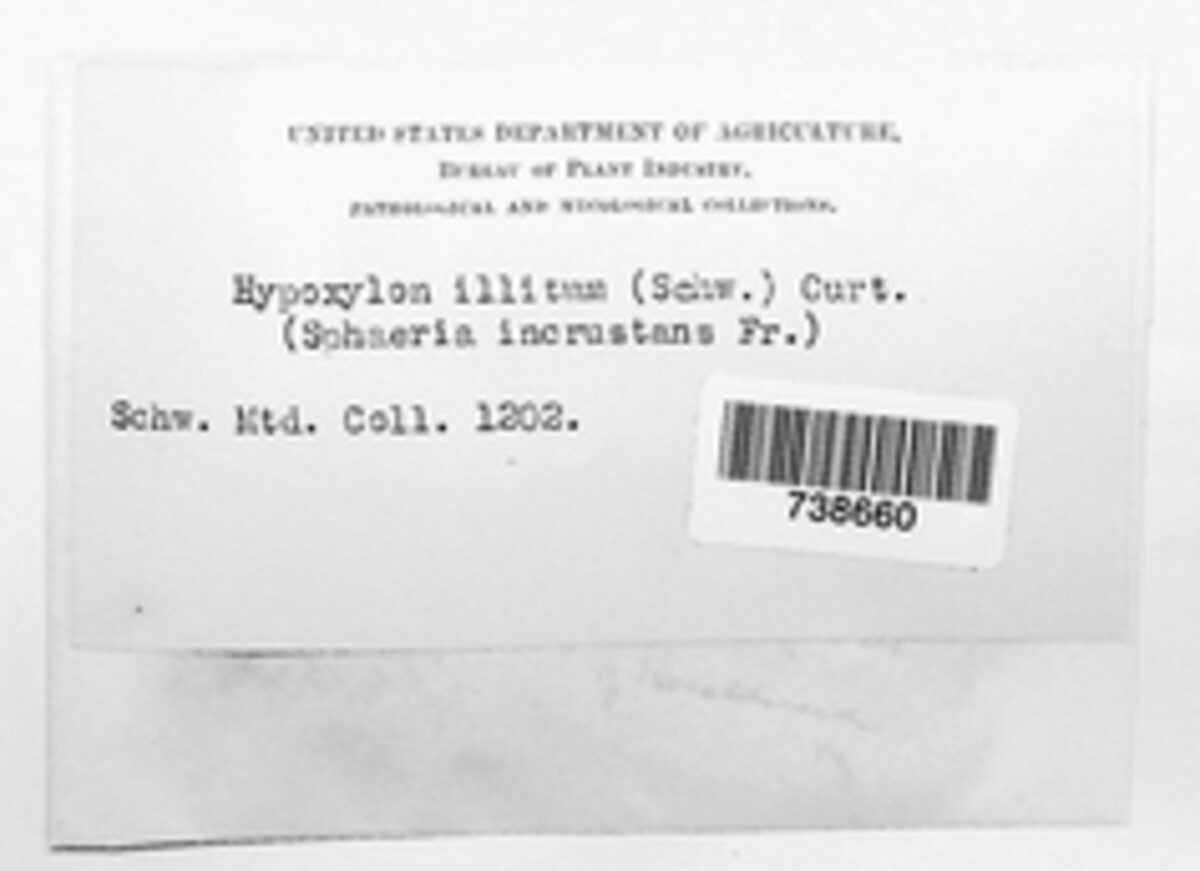 UNITED STATES DEPARTMENT OF AGRICULTURE.
BUREAU OF PLANT INDUSTRY.
PATHOLOGICAL AND MYCOLOGICAL COLLECTIONS.
Hypoxylon illitum (Schw.) Curt.
(Sphaeria incrustans Fr.)
Schw. Mtd. Coll. 1202.
738660